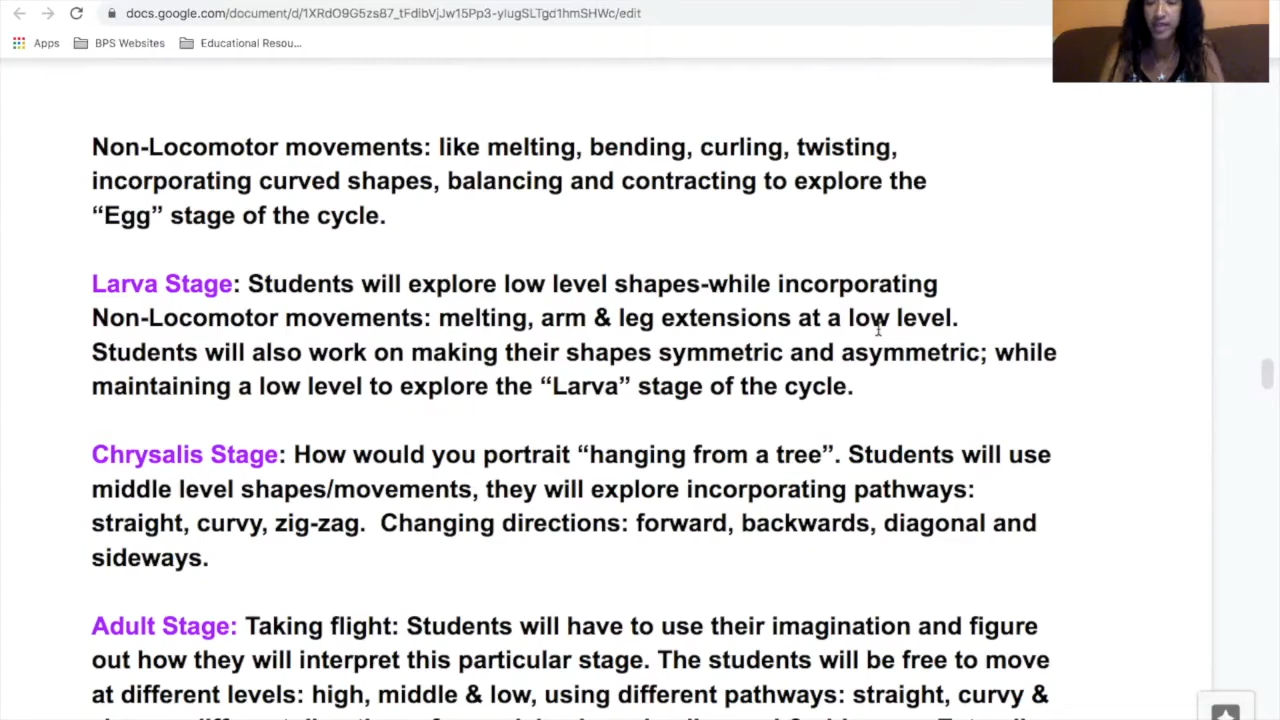 docs.google.com/document/d/1XRdO9G5zs87_tFdibVjJw15Pp3-ylugSLTgd1hmSHWc/edit
Apps BPS Websites Educational Resou...
Non-Locomotor movements: like melting, bending, curling, twisting,
incorporating curved shapes, balancing and contracting to explore the
“Egg” stage of the cycle.
Larva Stage: Students will explore low level shapes-while incorporating
Non-Locomotor movements: melting, arm & leg extensions at a low level.
Students will also work on making their shapes symmetric and asymmetric; while
maintaining a low level to explore the “Larva” stage of the cycle.
Chrysalis Stage: How would you portrait “hanging from a tree”. Students will use
middle level shapes/movements, they will explore incorporating pathways:
straight, curvy, zig-zag. Changing directions: forward, backwards, diagonal and
sideways.
Adult Stage: Taking flight: Students will have to use their imagination and figure
out how they will interpret this particular stage. The students will be free to move
at different levels: high, middle & low, using different pathways: straight, curvy &